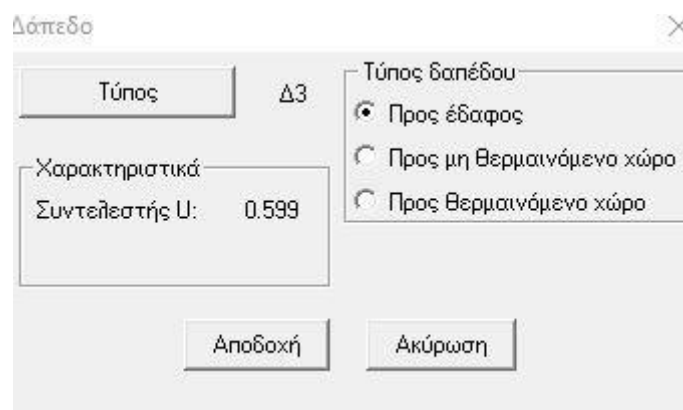 Δάπεδο
Τύπος Δ3
Τύπος δαπέδου
Προς έδαφος
Προς μη θερμαινόμενο χώρο
Προς θερμαινόμενο χώρο
Χαρακτηριστικά
Συντελεστής U: 0.599
Αποδοχή Ακύρωση